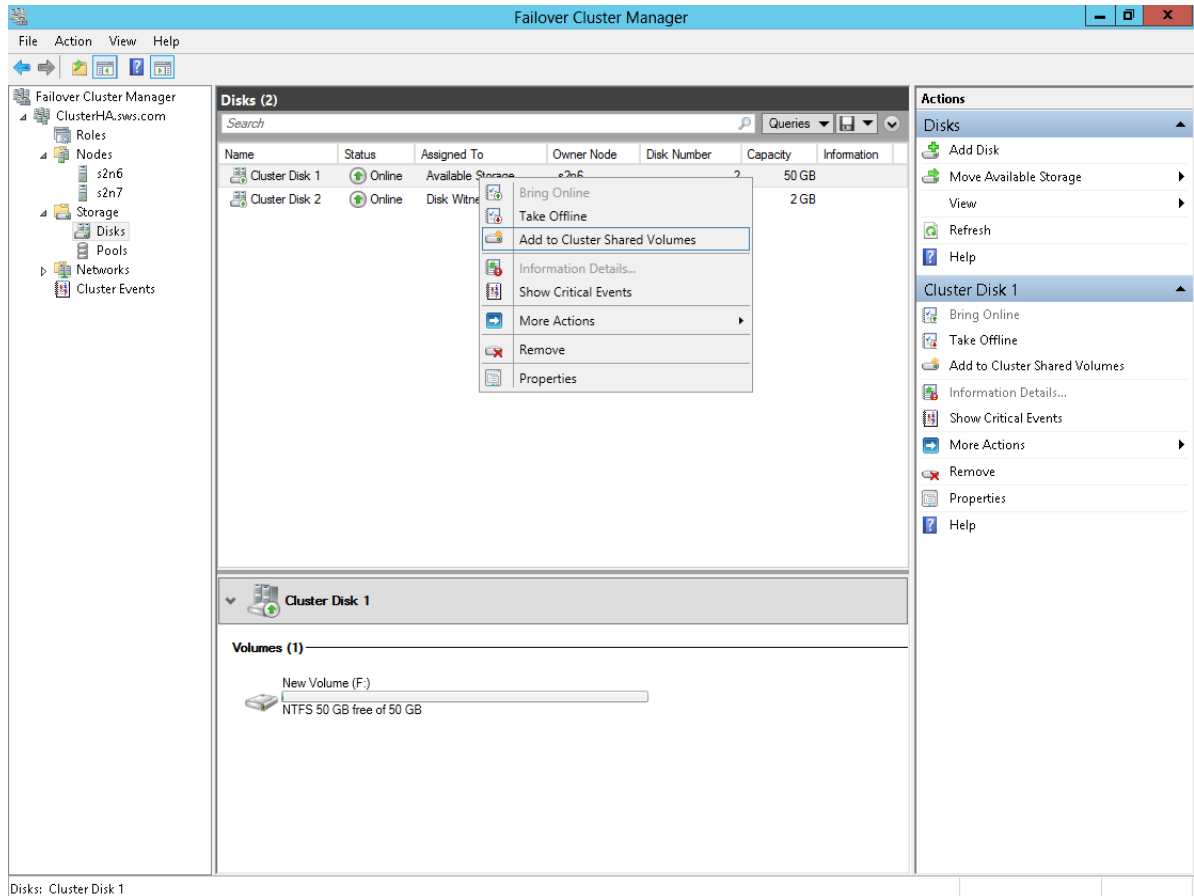 Failover Cluster Manager
File Action View Help
Failover Cluster Manager
ClusterHA.sws.com
Roles
Nodes
s2n6
s2n7
Storage
Disks
Pools
Networks
Cluster Events
Disks (2)
Search
Queries
Name Status Assigned To Owner Node Disk Number Capacity Information
Cluster Disk 1 Online Available Storage s2n6 2 50 GB
Cluster Disk 2 Online Disk Witne 2 GB
Bring Online
Take Offline
Add to Cluster Shared Volumes
Information Details...
Show Critical Events
More Actions
Remove
Properties
Cluster Disk 1
Volumes (1)
New Volume (F:)
NTFS 50 GB free of 50 GB
Actions
Disks
Add Disk
Move Available Storage
View
Refresh
Help
Cluster Disk 1
Bring Online
Take Offline
Add to Cluster Shared Volumes
Information Details...
Show Critical Events
More Actions
Remove
Properties
Help
Disks: Cluster Disk 1